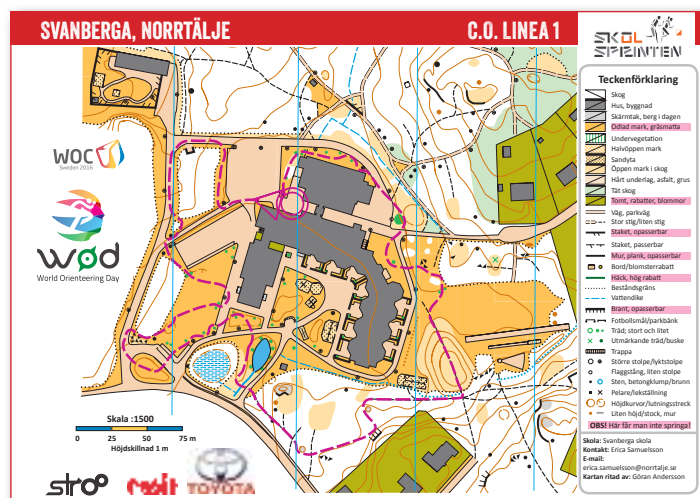 SVANBERGA, NORRTÄLJE
C.O. LINEA 1
SKOL
SPRINTEN
WOC
Sweden 2016
wod
World Orienteering Day
Teckenförklaring
Skog
Hus, byggnad
Skärmtak, berg i dagen
Odlad mark, gräsmatta
Undervegetation
Halvöppen mark
Sandyta
Öppen mark i skog
Hårt underlag, asfalt, grus
Tät skog
Tomt, rabatter, blommor
Väg, parkväg
Stor stig/liten stig
Staket, opasserbar
Staket, passerbar
Mur, plank, opasserbar
Bord/blomsterrabatt
Häck, hög rabatt
Beståndsgräns
Vattendike
Brant, opasserbar
Fotbollsmål/parkbänk
Träd; stort och litet
Utmärkande träd/buske
Trappa
Större stolpe/lyktstolpe
Flaggstång, liten stolpe
Sten, betongklump/brunn
Pelare/lekställning
Höjdkurvor/lutningsstreck
Liten höjd/stock, mur
OBS! Här får man inte springa!
Skola: Svanberga skola
Kontakt: Erica Samuelsson
E-mail:
erica.samuelsson@norrtalje.se
Kartan ritad av: Göran Andersson
Skala :1500
0 25 50 75 m
Höjdskillnad 1 m
TOYOTA